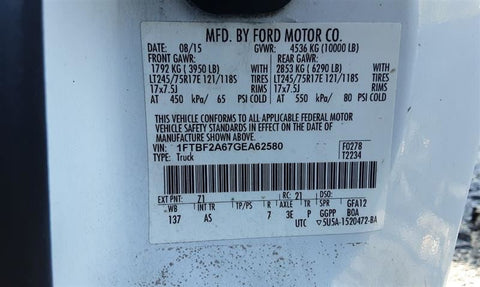 MFD. BY FORD MOTOR CO.
DATE: 08/15 GVWR: 4536 KG (10000 LB)
FRONT GAWR: REAR GAWR:
1792 KG ( 3950 LB) WITH 2853 KG ( 6290 LB) WITH
LT245/75R17E 121/118S TIRES LT245/75R17E 121/118S TIRES
17x7.5J RIMS 17x7.5J RIMS
AT 450 kPa/ 65 PSI COLD AT 550 kPa/ 80 PSI COLD
THIS VEHICLE CONFORMS TO ALL APPLICABLE FEDERAL MOTOR
VEHICLE SAFETY STANDARDS IN EFFECT ON THE DATE OF
MANUFACTURE SHOWN ABOVE.
VIN: 1FTBF2A67GEA62580 F0278
TYPE: Truck T2234
EXT PNT: Z1 RC: 21 DSO:
WB INT TR TP/PS R AXLE TR SPR GFA12
137 AS 7 3E P GGPP BOA
UTC 5U5A-1520472-BA